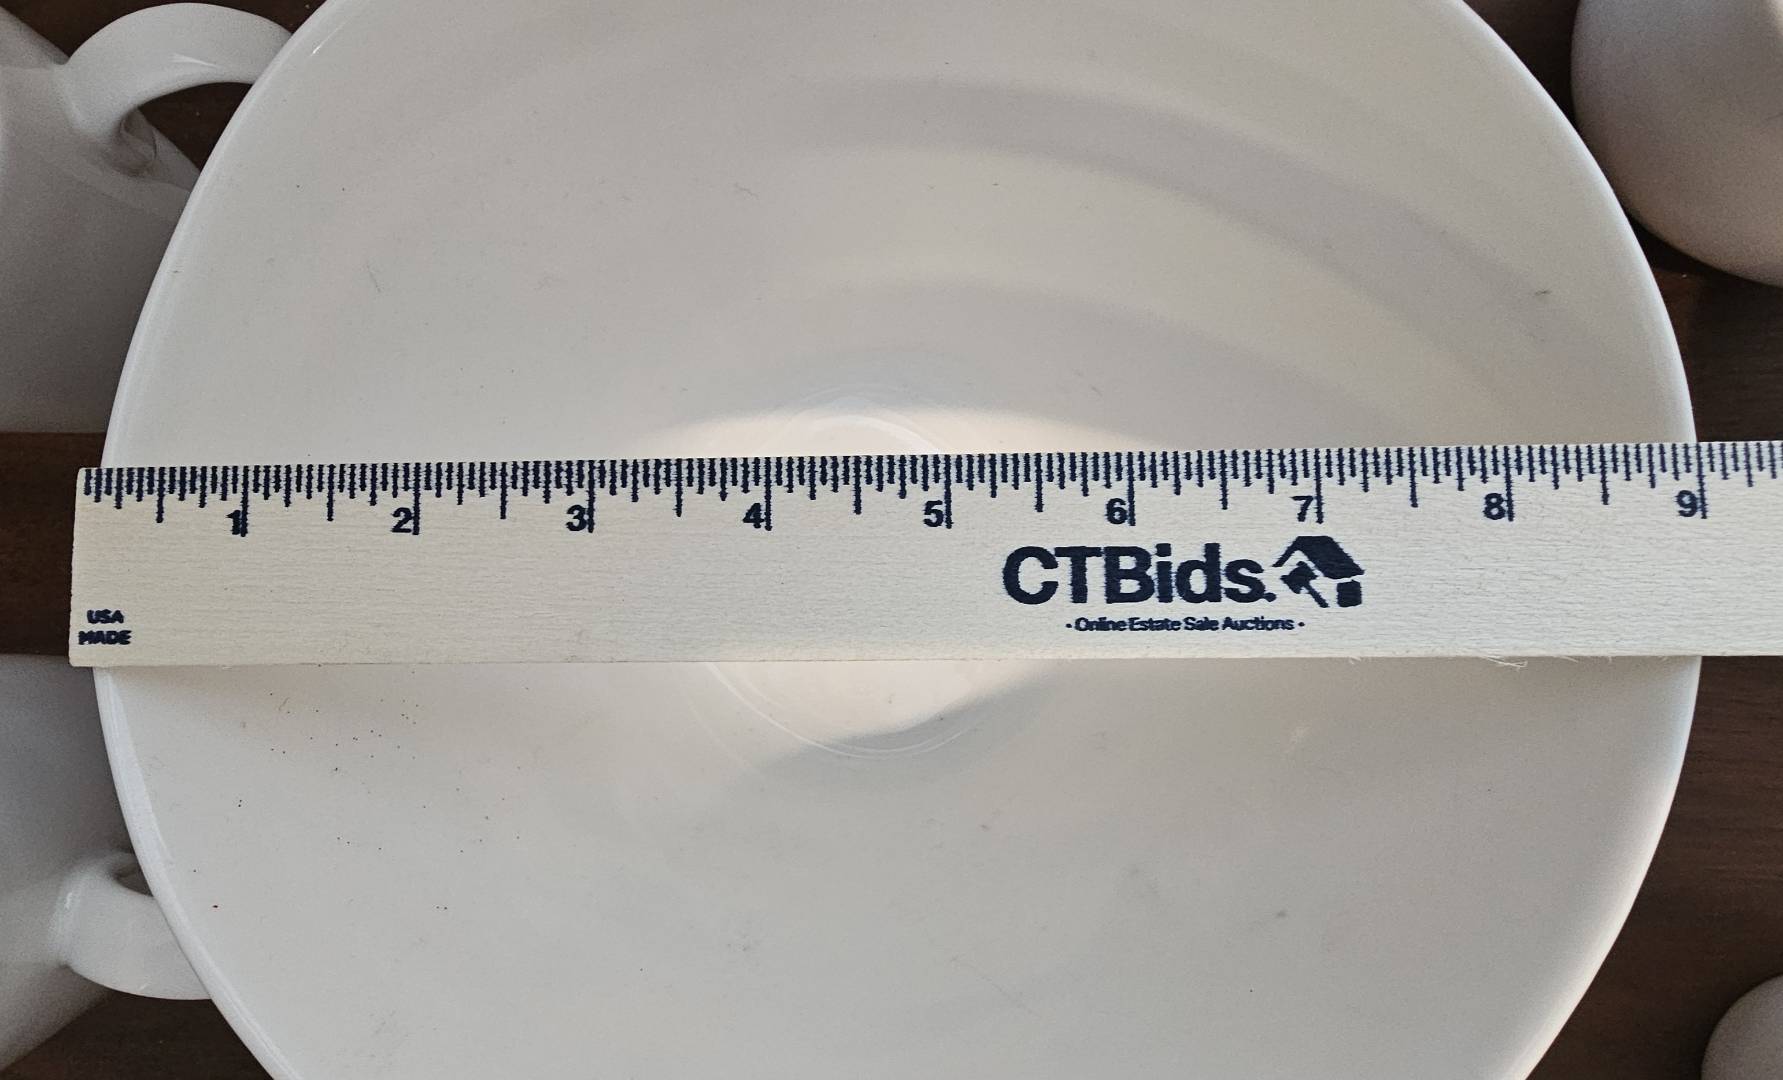 1 2 3 4 5 6 7 8 9
CTBids.
• Online Estate Sale Auctions •
USA
MADE